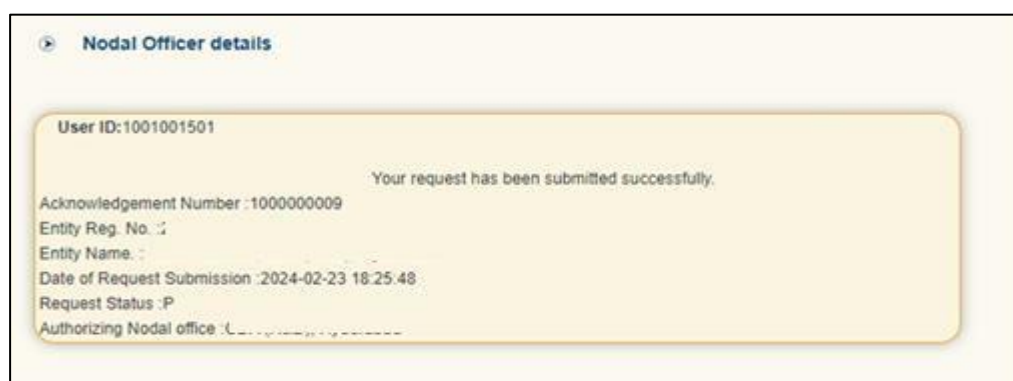 Nodal Officer details
User ID:1001001501
Your request has been submitted successfully.
Acknowledgement Number :1000000009
Entity Reg. No. :
Entity Name. :
Date of Request Submission :2024-02-23 18:25:48
Request Status :P
Authorizing Nodal office :